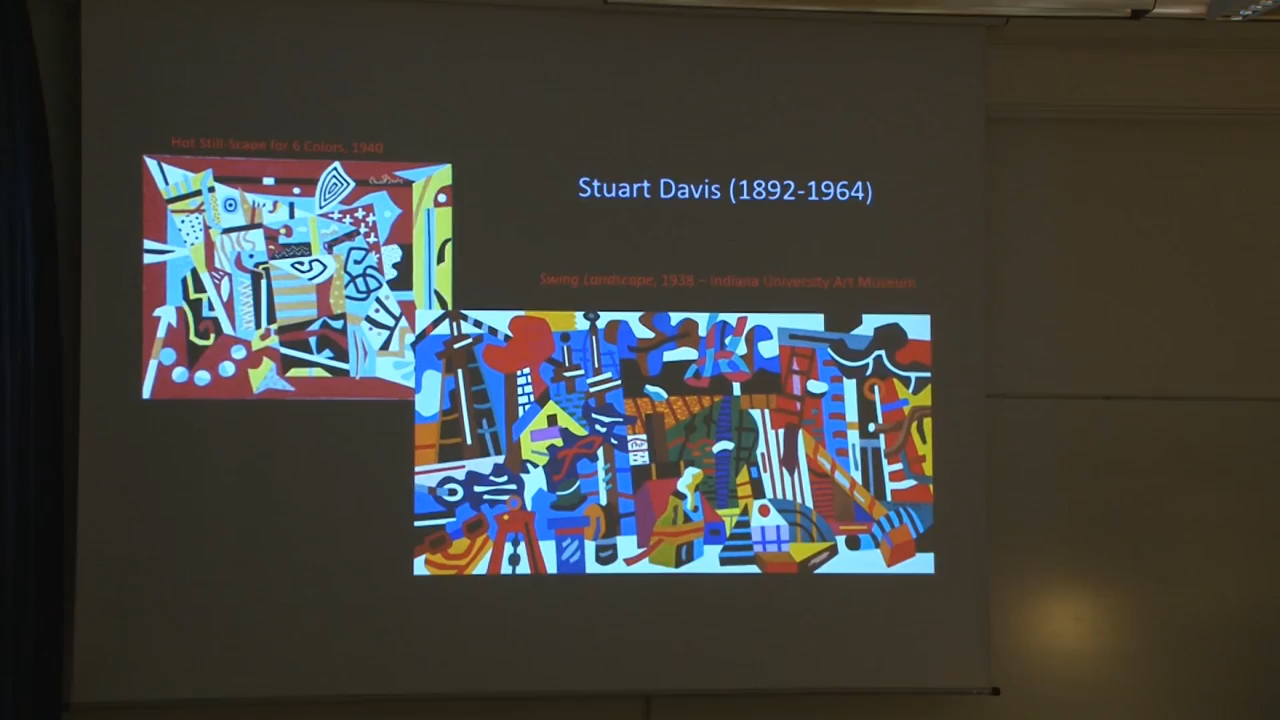 Hot Still-Scape for 6 Colors, 1940
Stuart Davis (1892-1964)
Swing Landscape, 1938 – Indiana University Art Museum